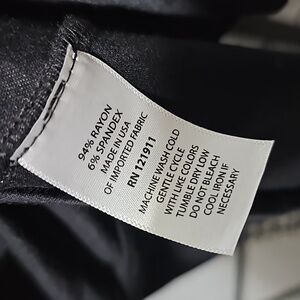 94% RAYON
6% SPANDEX
MADE IN USA
OF IMPORTED FABRIC
RN 121911
MACHINE WASH COLD
GENTLE CYCLE
WITH LIKE COLORS
TUMBLE DRY LOW
DO NOT BLEACH
COOL IRON IF
NECESSARY